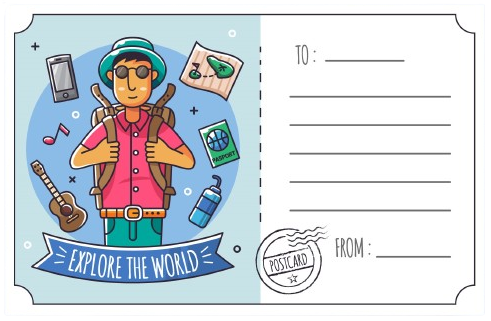 TO :
PASSPORT
EXPLORE THE WORLD
FROM :
POSTCARD